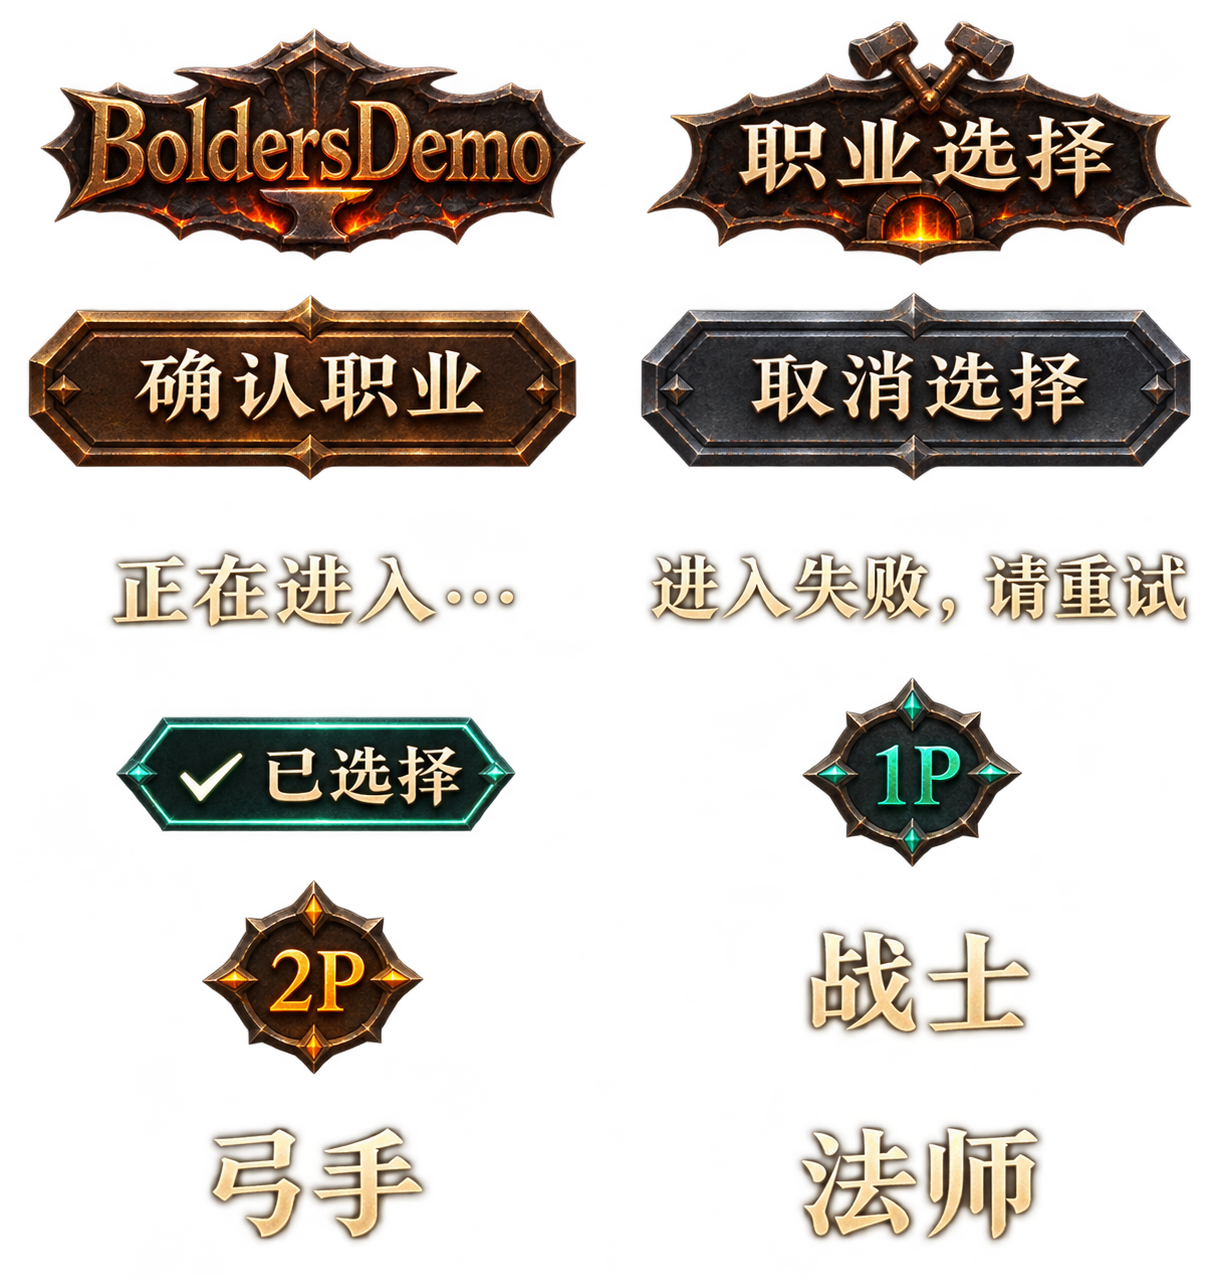 BoldersDemo
职业选择
确认职业
取消选择
正在进入…
进入失败，请重试
✓已选择
1P
2P
战士
弓手
法师